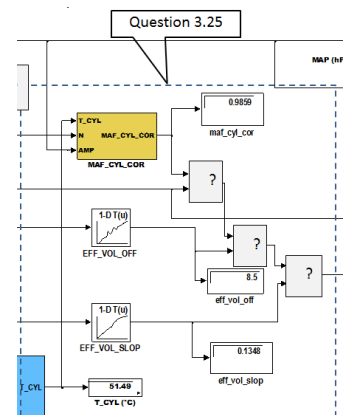 Question 3.25
MAP (hP
0.9859
maf_cyl_cor
T_CYL
N
MAF_CYL_COR
AMP
MAF_CYL_COR
?
1-D T(u)
EFF_VOL_OFF
?
?
8.5
eff_vol_off
1-D T(u)
EFF_VOL_SLOP
0.1348
eff_vol_slop
T_CYL
51.49
T_CYL (°C)